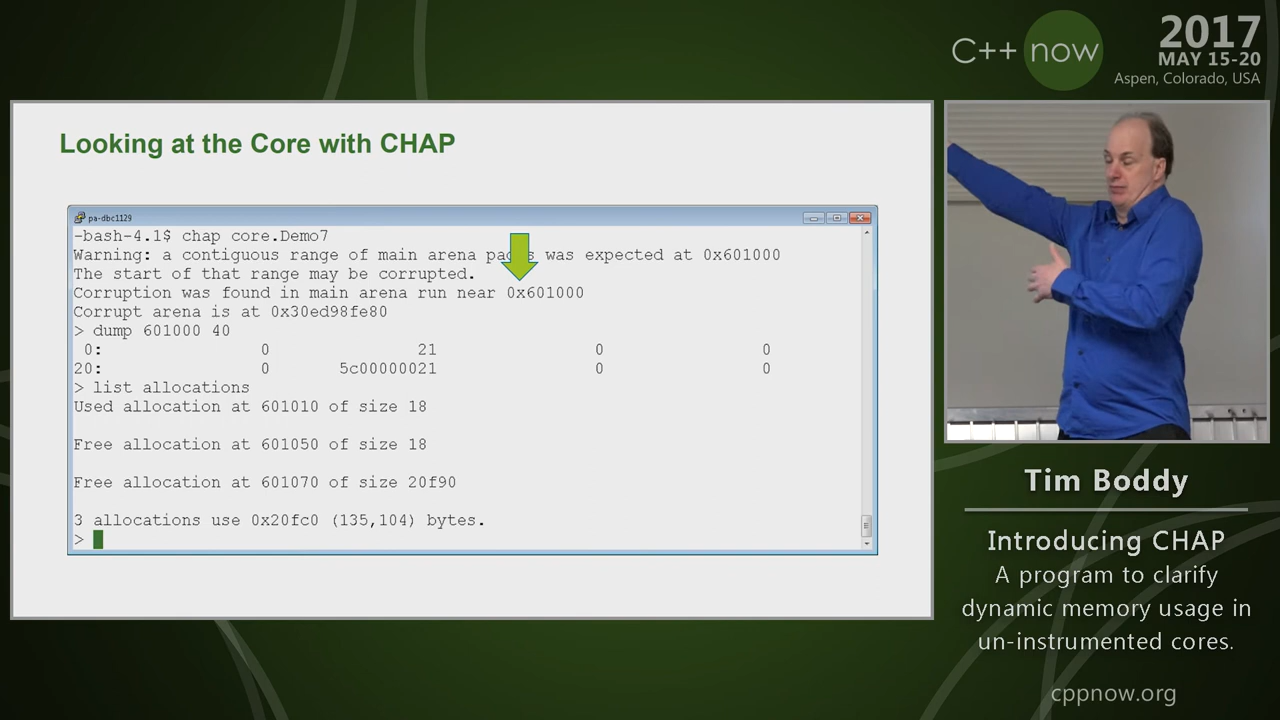 C++ now
2017
MAY 15-20
Aspen, Colorado, USA
Looking at the Core with CHAP
pa-dbc1129
-bash-4.1$ chap core.Demo7
Warning: a contiguous range of main arena pages was expected at 0x601000
The start of that range may be corrupted.
Corruption was found in main arena run near 0x601000
Corrupt arena is at 0x30ed98fe80
> dump 601000 40
0: 0 21 0 0
20: 0 5c00000021 0 0
> list allocations
Used allocation at 601010 of size 18
Free allocation at 601050 of size 18
Free allocation at 601070 of size 20f90
3 allocations use 0x20fc0 (135,104) bytes.
>
Tim Boddy
Introducing CHAP
A program to clarify
dynamic memory usage in
un-instrumented cores.
cppnow.org